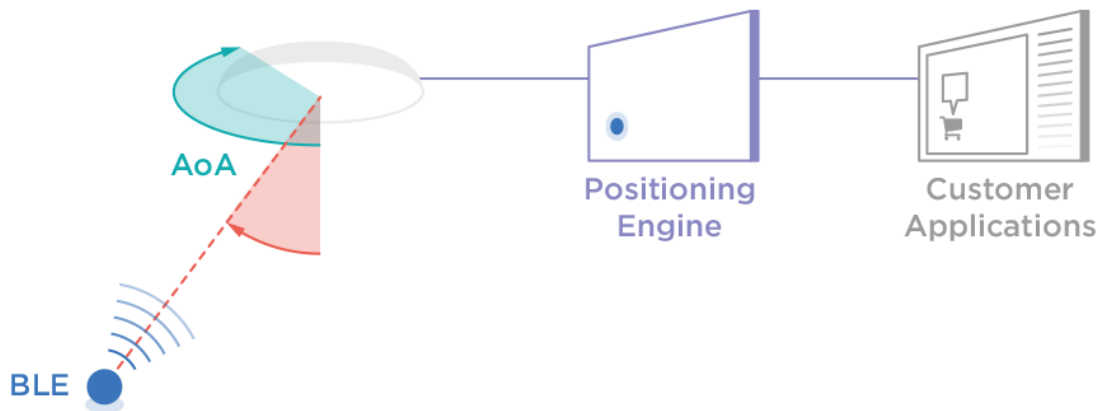 AoA
BLE
Positioning
Engine
Customer
Applications